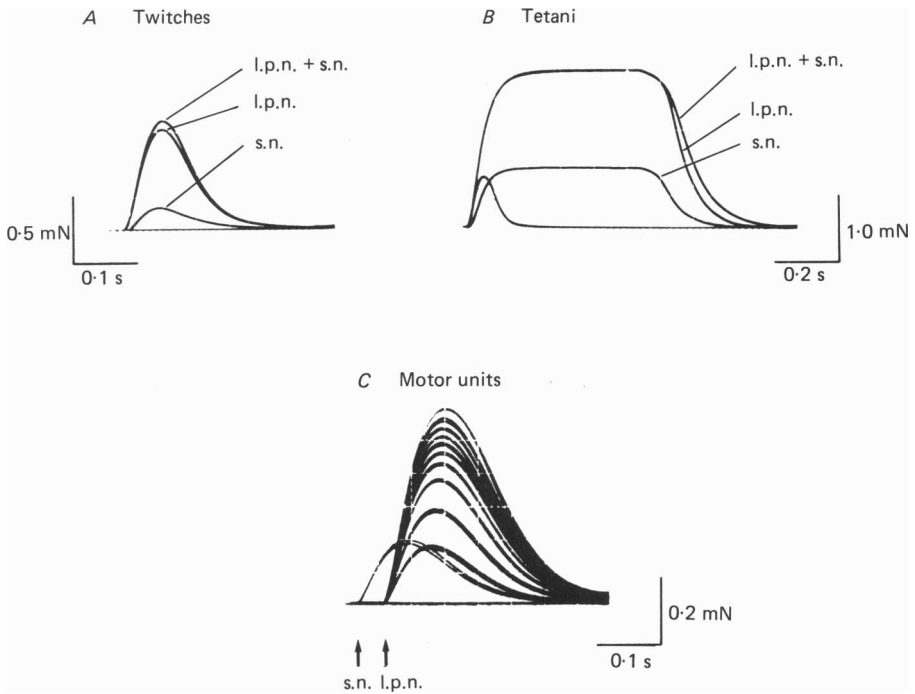 A Twitches
l.p.n. + s.n.
l.p.n.
s.n.
0·5 mN
0·1 s
B Tetani
l.p.n. + s.n.
l.p.n.
s.n.
1·0 mN
0·2 s
C Motor units
0·2 mN
0·1 s
s.n. l.p.n.